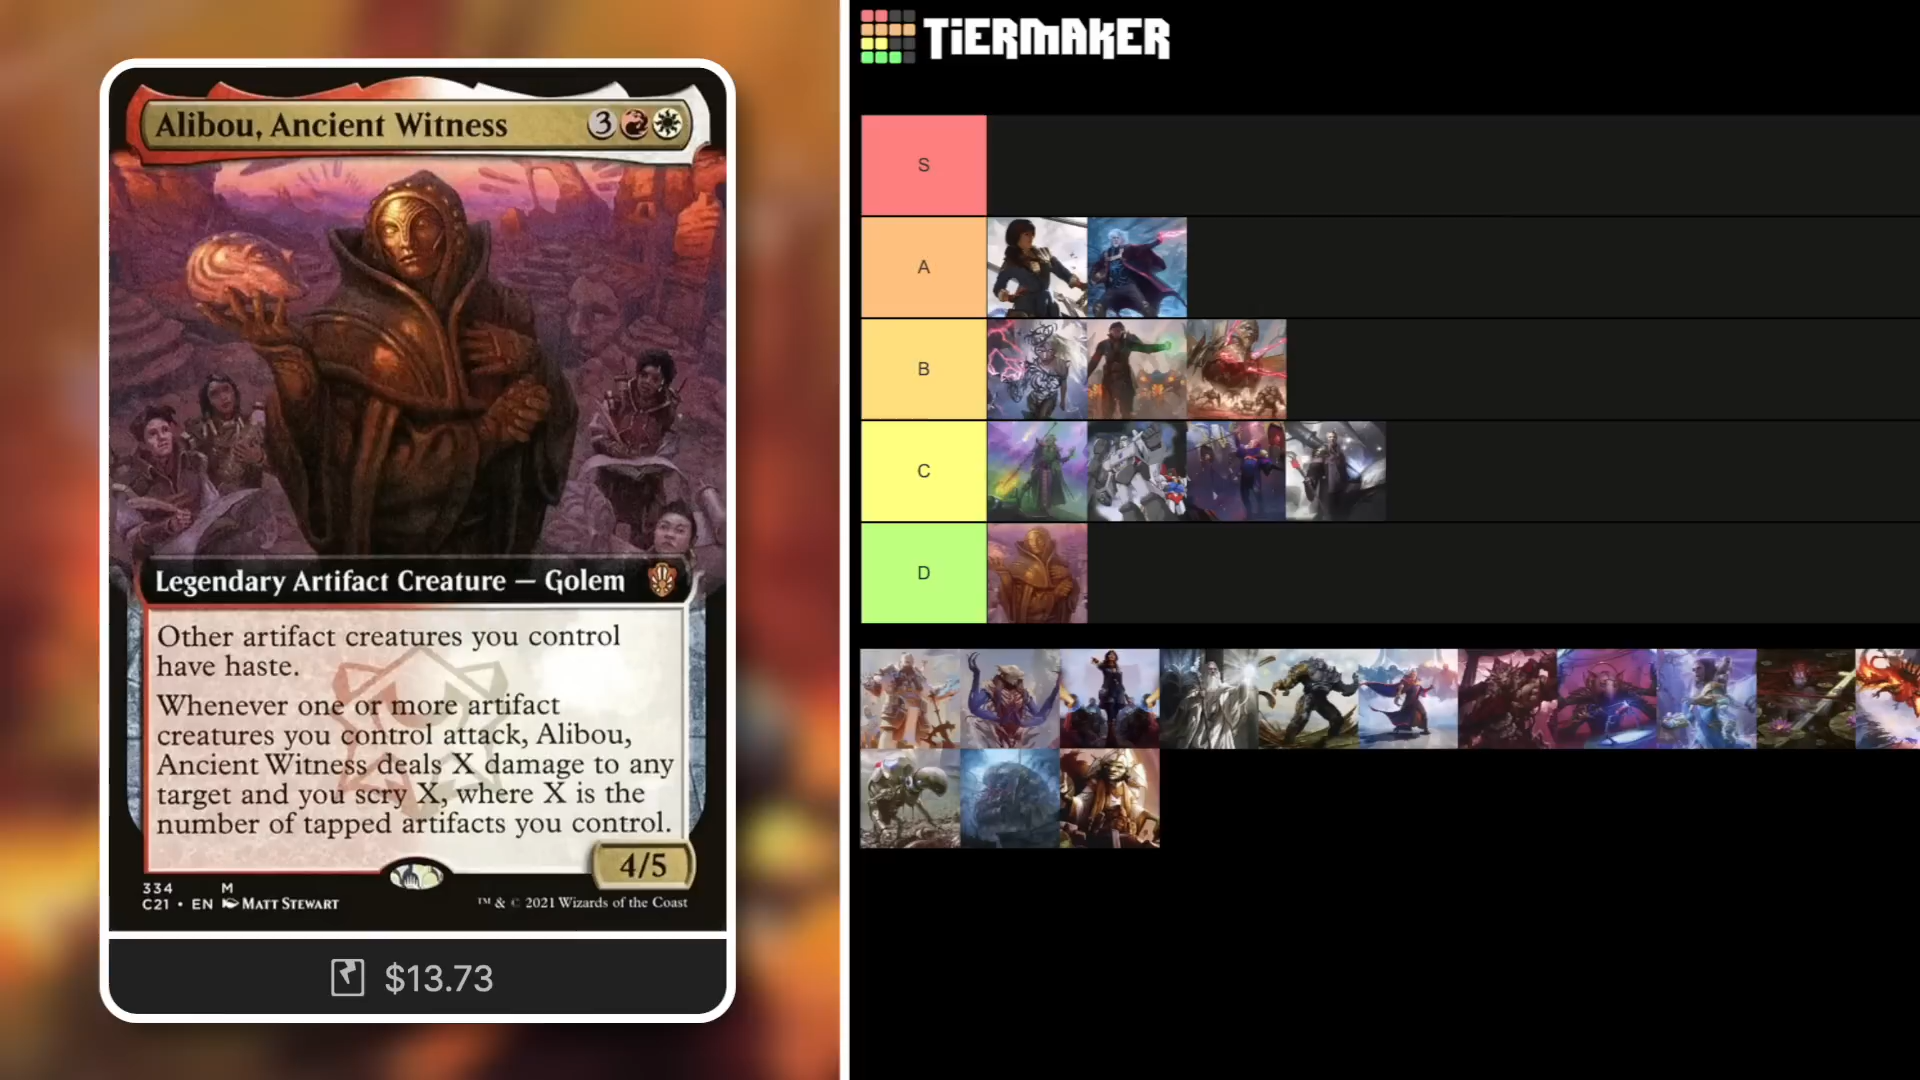 Alibou, Ancient Witness 3
Legendary Artifact Creature — Golem
Other artifact creatures you control
have haste.
Whenever one or more artifact
creatures you control attack, Alibou,
Ancient Witness deals X damage to any
target and you scry X, where X is the
number of tapped artifacts you control.
4/5
334 M
C21 • EN MATT STEWART
™ & © 2021 Wizards of the Coast
$13.73
TiERMAKER
S
A
B
C
D